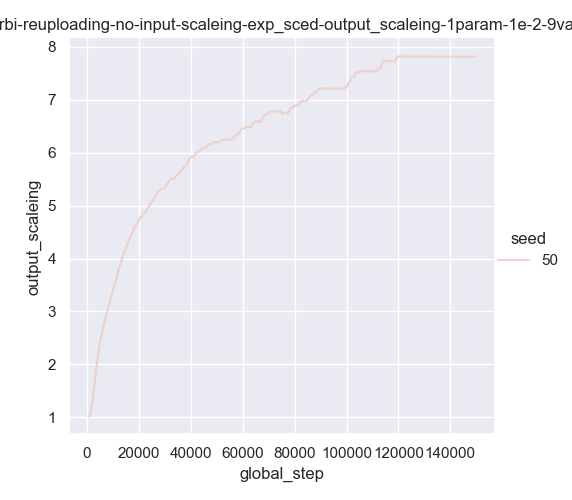 rbi-reuploading-no-input-scaleing-exp_sced-output_scaleing-1param-1e-2-9va
8
7
6
5
4
3
2
1
output_scaleing
0 20000 40000 60000 80000 100000 120000 140000
global_step
seed
50